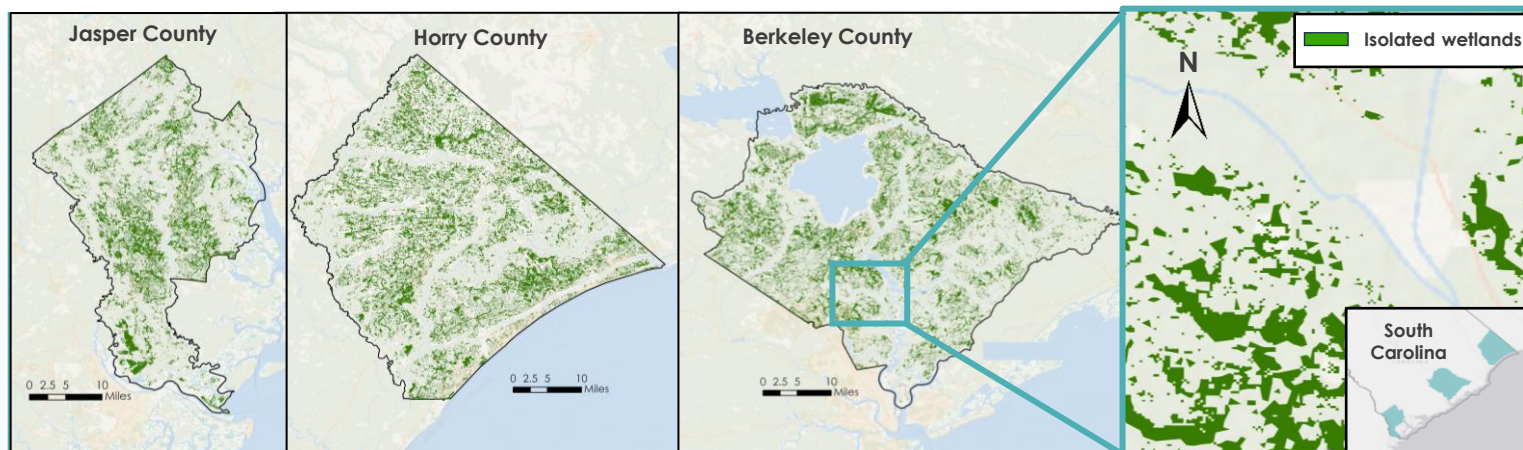 Jasper County
0 2.5 5 10
Miles
Horry County
0 2.5 5 10
Miles
Berkeley County
0 2.5 5 10
Miles
Isolated wetlands
N
South
Carolina